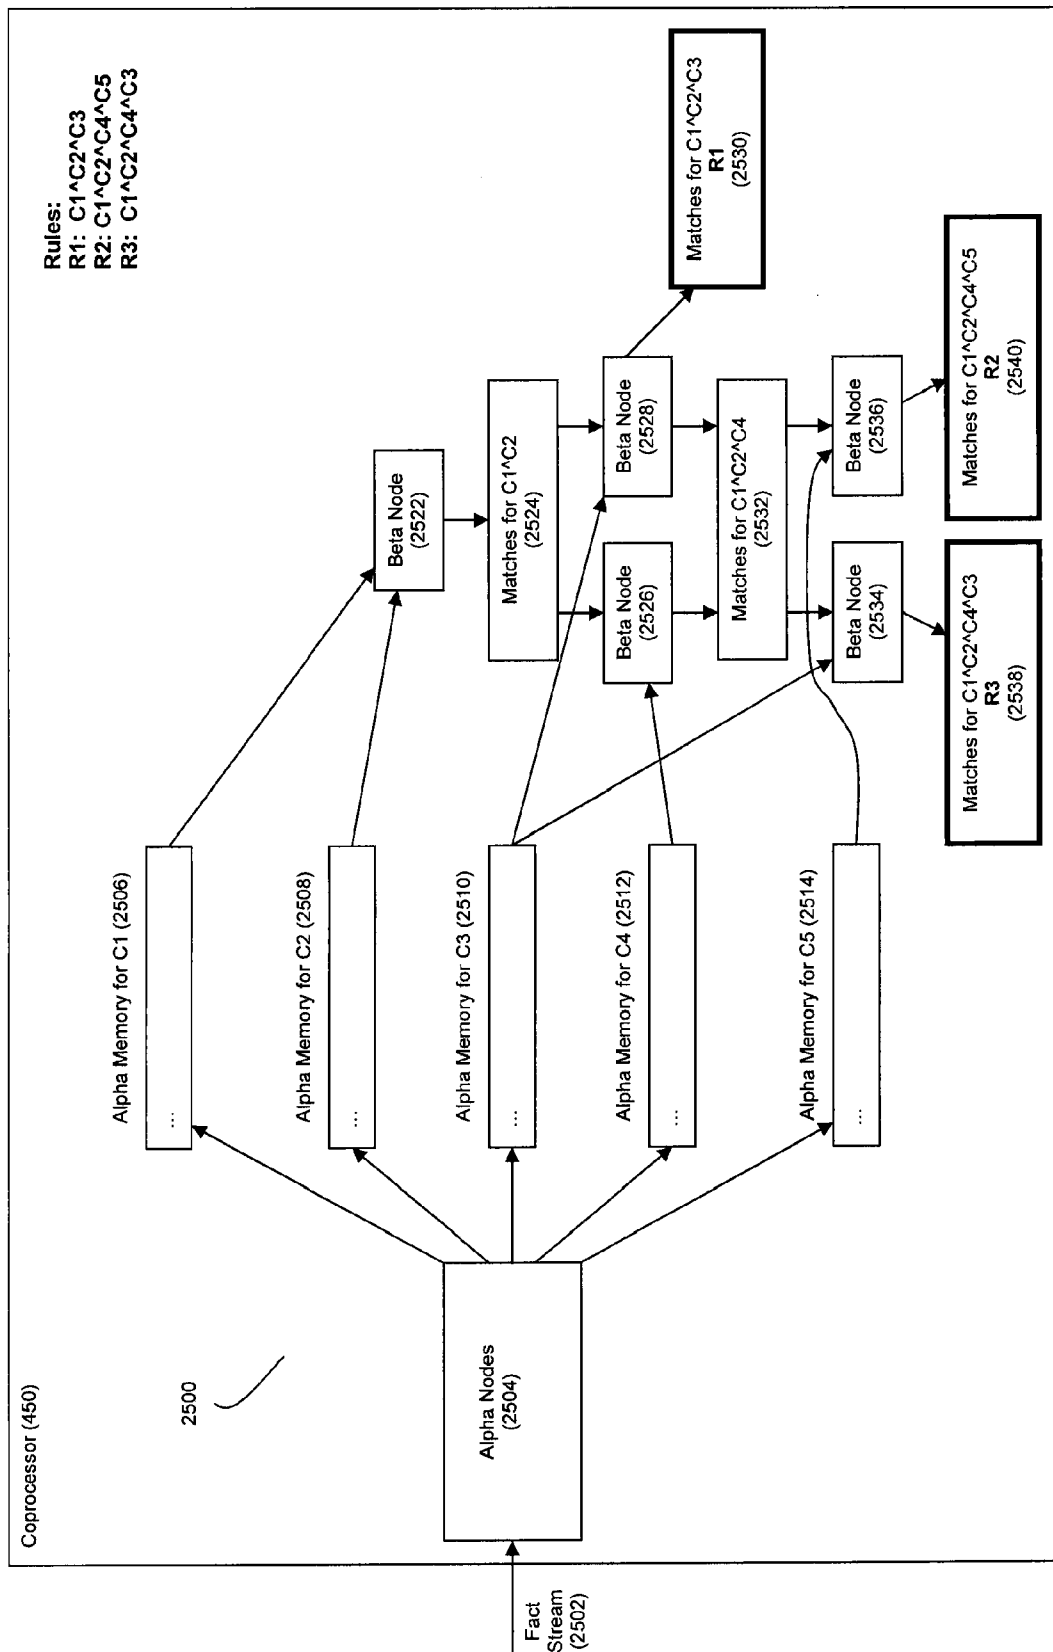 Coprocessor (450)
Rules:
R1: C1^C2^C3
R2: C1^C2^C4^C5
R3: C1^C2^C4^C3
2500
Fact
Stream
(2502)
Alpha Nodes
(2504)
Alpha Memory for C1 (2506)
...
Alpha Memory for C2 (2508)
...
Alpha Memory for C3 (2510)
...
Alpha Memory for C4 (2512)
...
Alpha Memory for C5 (2514)
...
Beta Node
(2522)
Matches for C1^C2
(2524)
Beta Node
(2526)
Beta Node
(2528)
Matches for C1^C2^C3
R1
(2530)
Matches for C1^C2^C4
(2532)
Beta Node
(2534)
Beta Node
(2536)
Matches for C1^C2^C4^C3
R3
(2538)
Matches for C1^C2^C4^C5
R2
(2540)